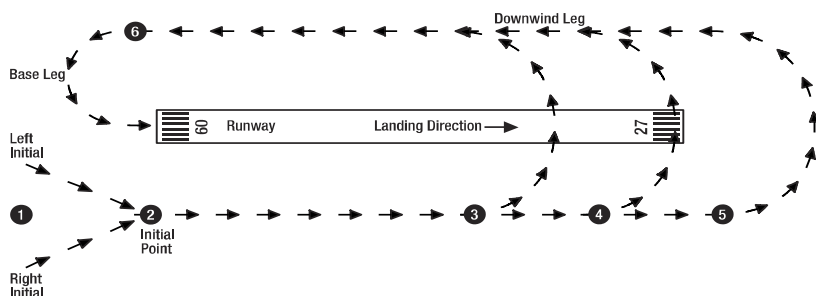 6
Downwind Leg
Base Leg
09
Runway
Landing Direction
27
Left
Initial
1
2
3
4
5
Initial
Point
Right
Initial